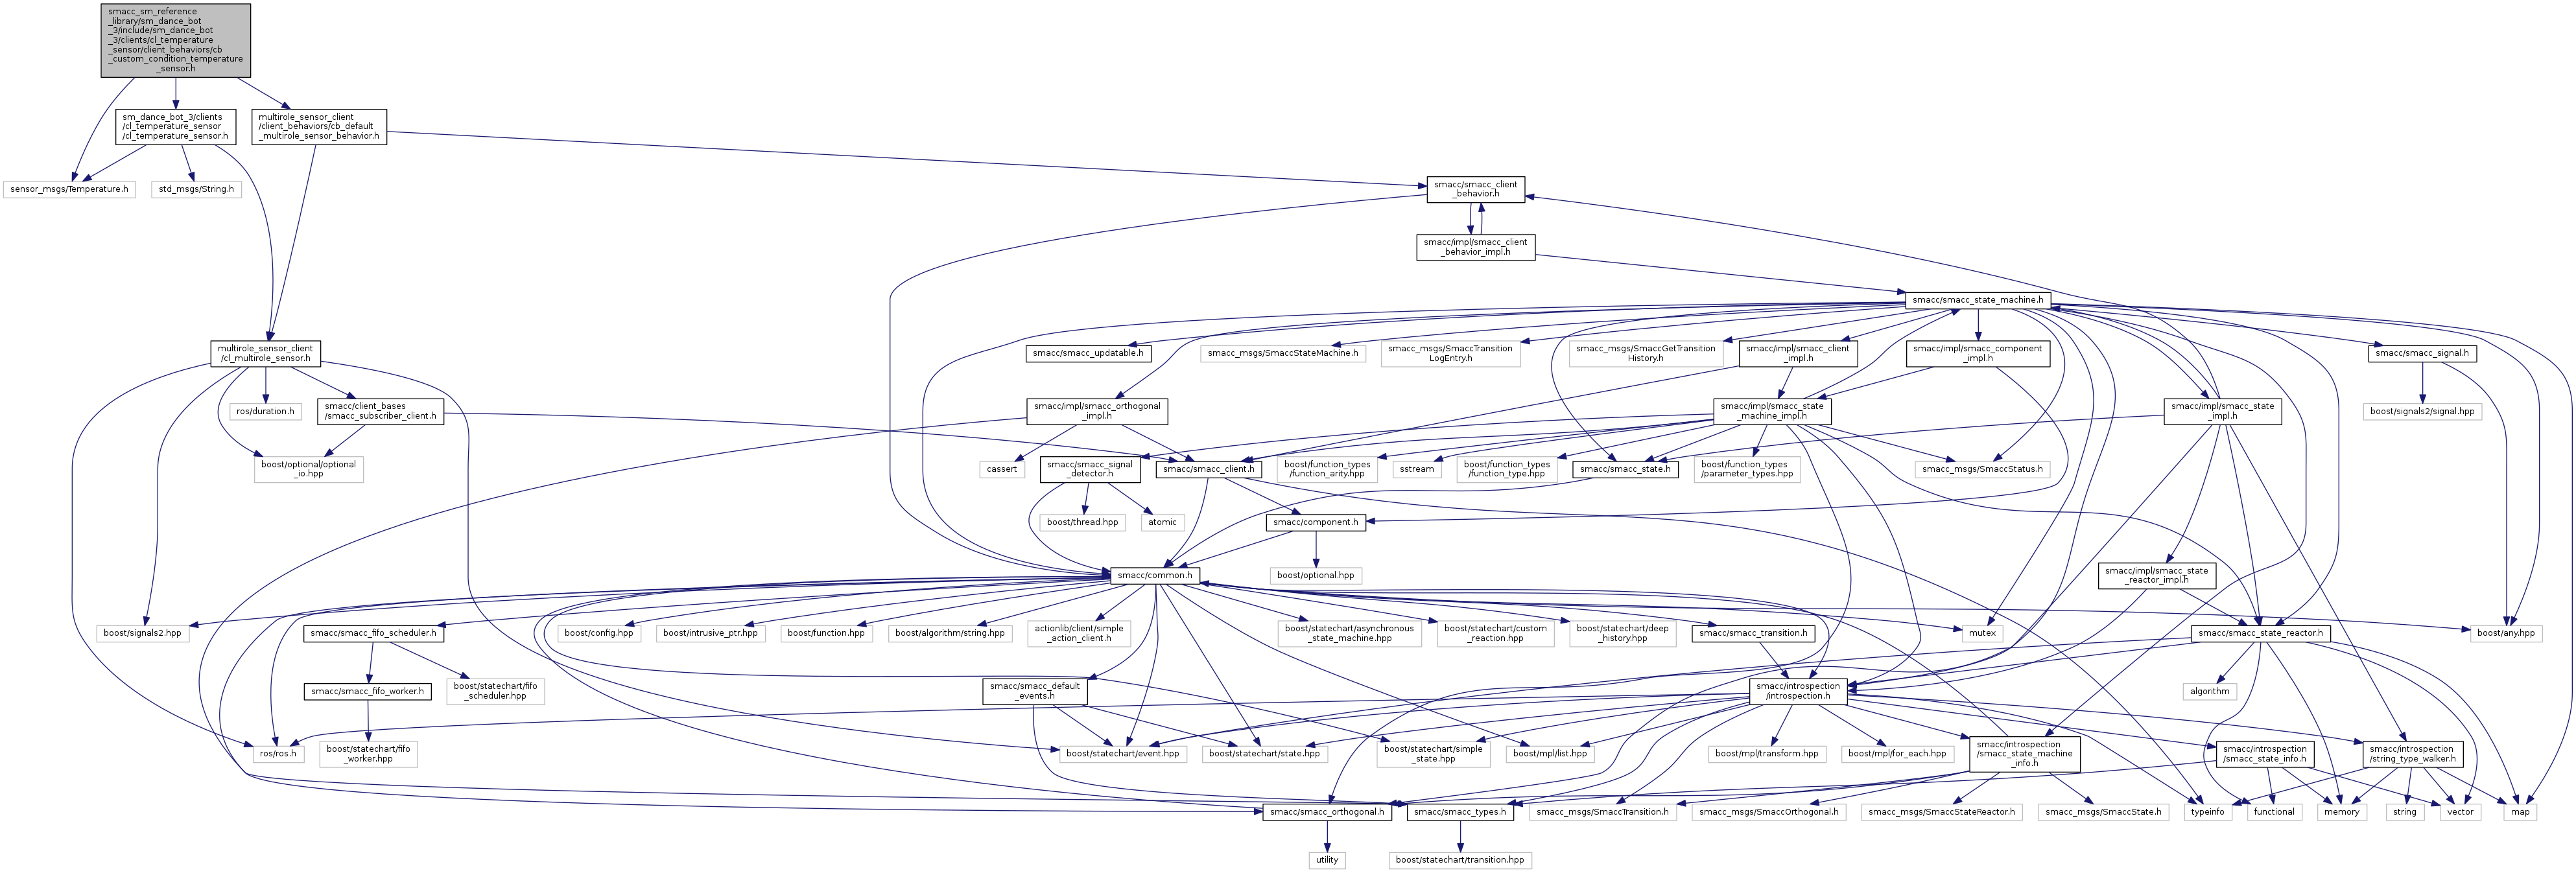 smacc_sm_reference
_library/sm_dance_bot
_3/include/sm_dance_bot
_3/clients/cl_temperature
_sensor/client_behaviors/cb
_custom_condition_temperature
_sensor.h
sm_dance_bot_3/clients
/cl_temperature_sensor
/cl_temperature_sensor.h
multirole_sensor_client
/client_behaviors/cb_default
_multirole_sensor_behavior.h
sensor_msgs/Temperature.h
std_msgs/String.h
smacc/smacc_client
_behavior.h
smacc/impl/smacc_client
_behavior_impl.h
smacc/smacc_state_machine.h
multirole_sensor_client
/cl_multirole_sensor.h
smacc/smacc_updatable.h
smacc_msgs/SmaccStateMachine.h
smacc_msgs/SmaccTransition
LogEntry.h
smacc_msgs/SmaccGetTransition
History.h
smacc/impl/smacc_client
_impl.h
smacc/impl/smacc_component
_impl.h
smacc/smacc_signal.h
ros/duration.h
smacc/client_bases
/smacc_subscriber_client.h
smacc/impl/smacc_orthogonal
_impl.h
smacc/impl/smacc_state
_machine_impl.h
smacc/impl/smacc_state
_impl.h
boost/signals2/signal.hpp
boost/optional/optional
_io.hpp
cassert
smacc/smacc_signal
_detector.h
smacc/smacc_client.h
boost/function_types
/function_arity.hpp
sstream
boost/function_types
/function_type.hpp
smacc/smacc_state.h
boost/function_types
/parameter_types.hpp
smacc_msgs/SmaccStatus.h
boost/thread.hpp
atomic
smacc/component.h
smacc/common.h
boost/optional.hpp
smacc/impl/smacc_state
_reactor_impl.h
boost/signals2.hpp
smacc/smacc_fifo_scheduler.h
boost/config.hpp
boost/intrusive_ptr.hpp
boost/function.hpp
boost/algorithm/string.hpp
actionlib/client/simple
_action_client.h
boost/statechart/asynchronous
_state_machine.hpp
boost/statechart/custom
_reaction.hpp
boost/statechart/deep
_history.hpp
smacc/smacc_transition.h
mutex
smacc/smacc_state_reactor.h
boost/any.hpp
smacc/smacc_fifo_worker.h
boost/statechart/fifo
_scheduler.hpp
smacc/smacc_default
_events.h
smacc/introspection
/introspection.h
algorithm
ros/ros.h
boost/statechart/fifo
_worker.hpp
boost/statechart/event.hpp
boost/statechart/state.hpp
boost/statechart/simple
_state.hpp
boost/mpl/list.hpp
boost/mpl/transform.hpp
boost/mpl/for_each.hpp
smacc/introspection
/smacc_state_machine
_info.h
smacc/introspection
/smacc_state_info.h
smacc/introspection
/string_type_walker.h
smacc/smacc_orthogonal.h
smacc/smacc_types.h
smacc_msgs/SmaccTransition.h
smacc_msgs/SmaccOrthogonal.h
smacc_msgs/SmaccStateReactor.h
smacc_msgs/SmaccState.h
typeinfo
functional
memory
string
vector
map
utility
boost/statechart/transition.hpp